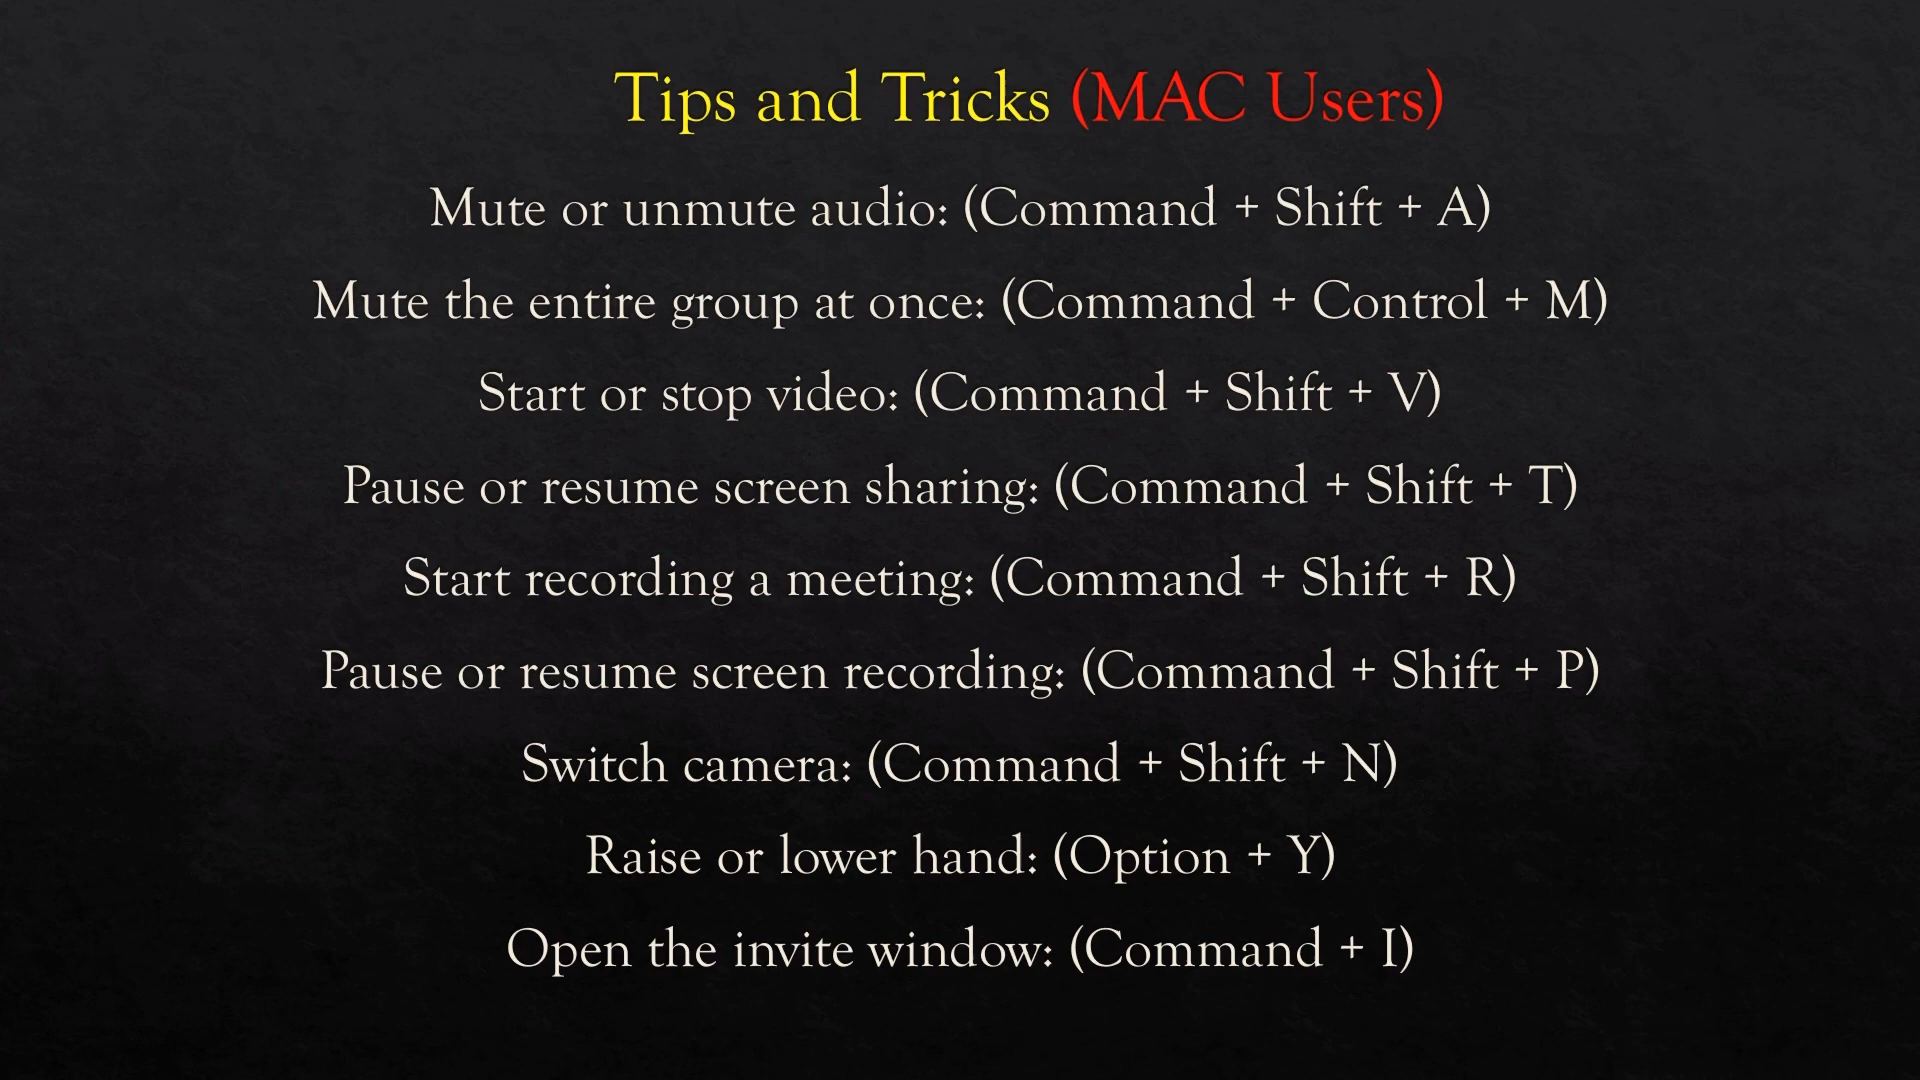 Tips and Tricks (MAC Users)
Mute or unmute audio: (Command + Shift + A)
Mute the entire group at once: (Command + Control + M)
Start or stop video: (Command + Shift + V)
Pause or resume screen sharing: (Command + Shift + T)
Start recording a meeting: (Command + Shift + R)
Pause or resume screen recording: (Command + Shift + P)
Switch camera: (Command + Shift + N)
Raise or lower hand: (Option + Y)
Open the invite window: (Command + I)